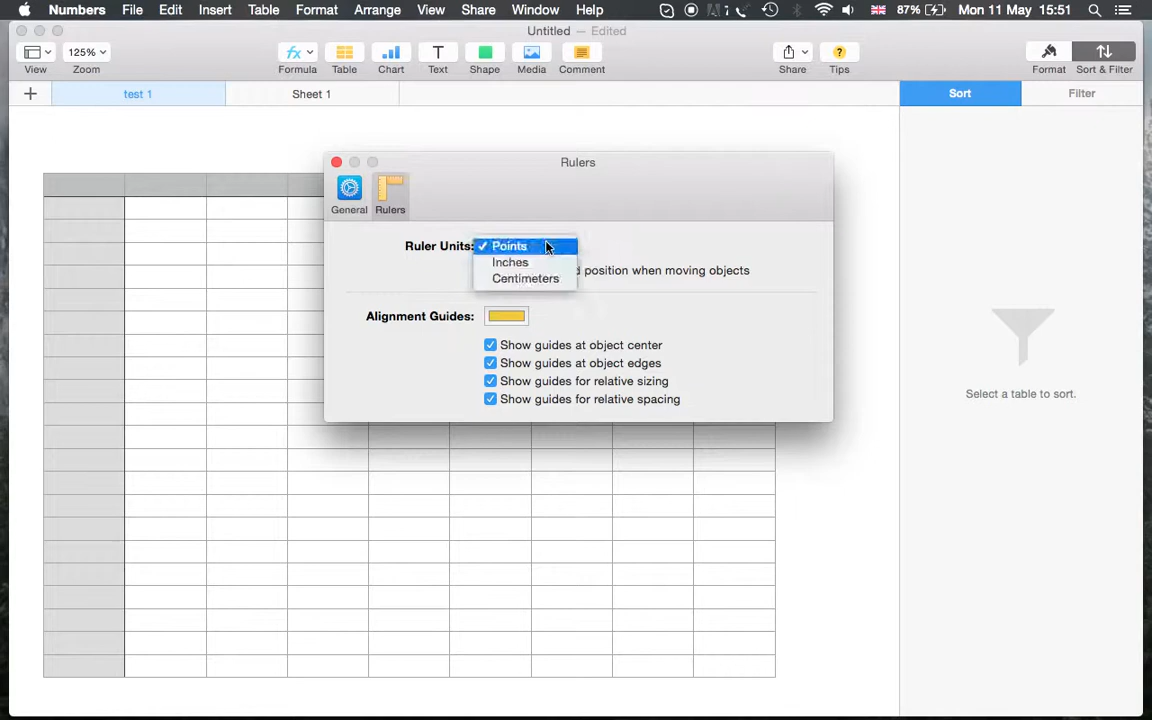 Numbers File Edit Insert Table Format Arrange View Share Window Help 87% Mon 11 May 15:51
Untitled — Edited
125%
View Zoom Formula Table Chart Text Shape Media Comment Share Tips Format Sort & Filter
test 1 Sheet 1 Sort Filter
Rulers
General Rulers
Ruler Units: ✓ Points
Inches
position when moving objects
Centimeters
Alignment Guides:
Show guides at object center
Show guides at object edges
Show guides for relative sizing
Show guides for relative spacing
Select a table to sort.